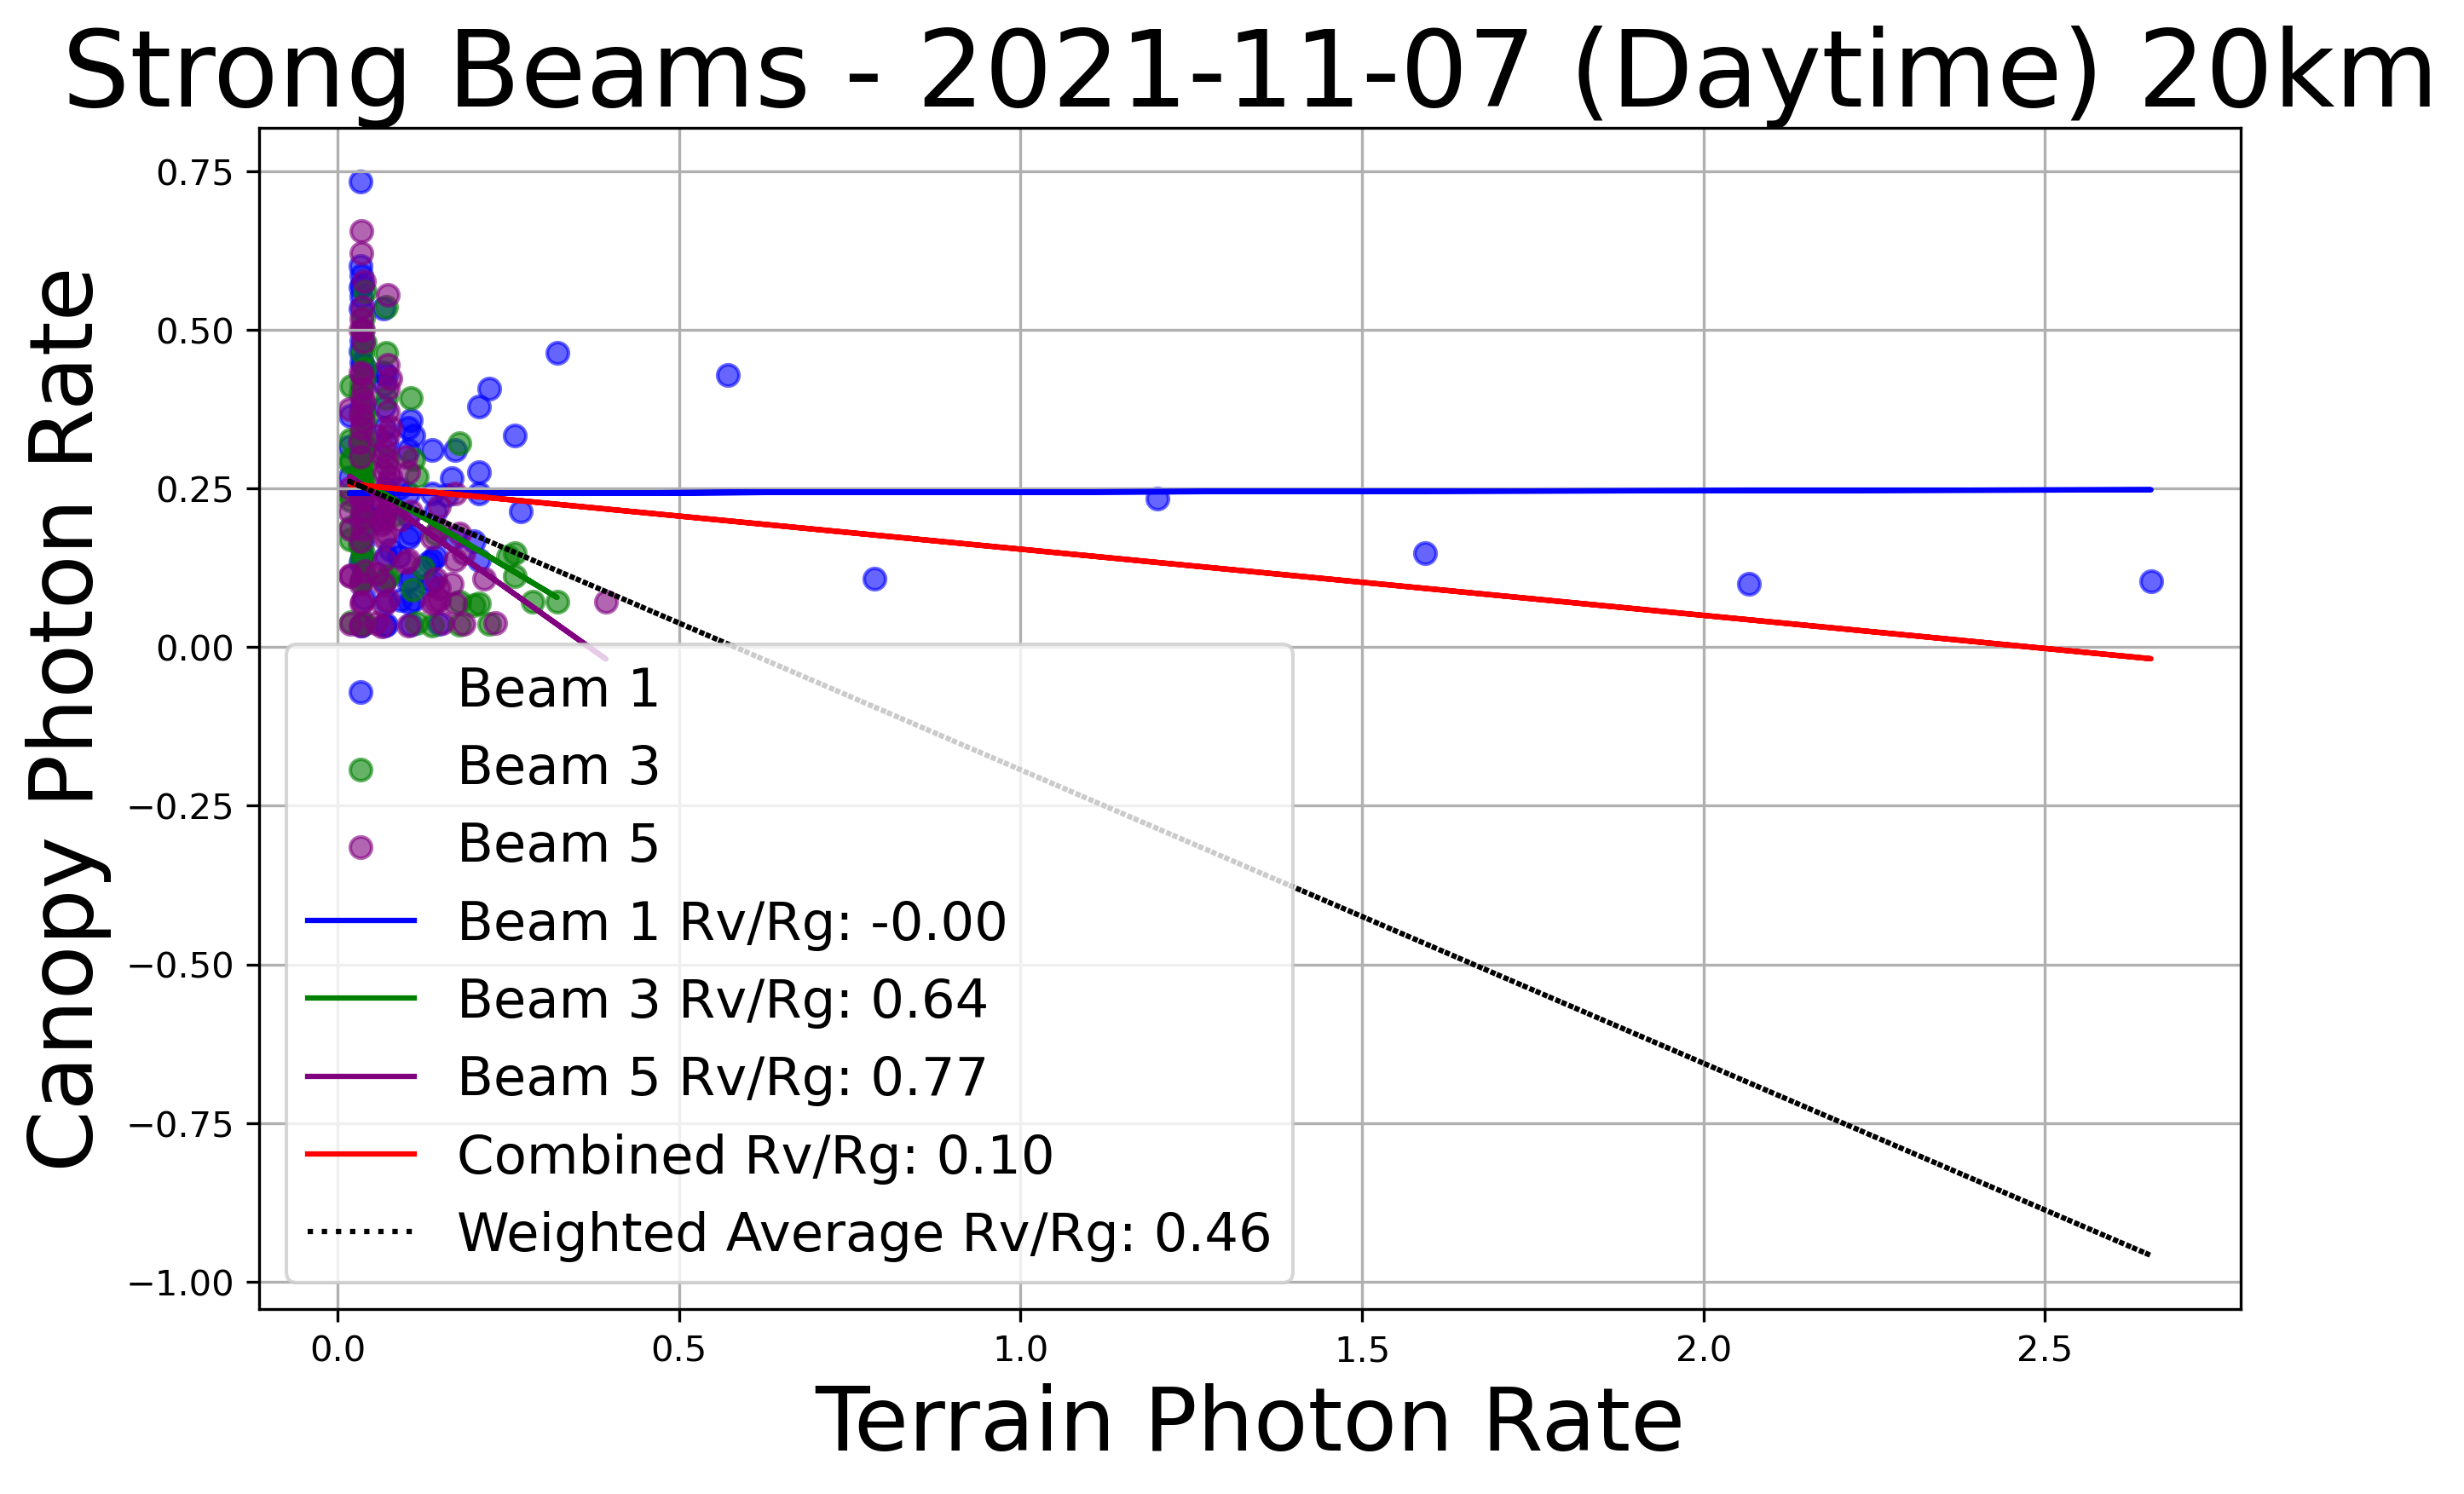 Strong Beams - 2021-11-07 (Daytime) 20km
Canopy Photon Rate
0.75
0.50
0.25
0.00
−0.25
−0.50
−0.75
−1.00
Beam 1
Beam 3
Beam 5
Beam 1 Rv/Rg: -0.00
Beam 3 Rv/Rg: 0.64
Beam 5 Rv/Rg: 0.77
Combined Rv/Rg: 0.10
Weighted Average Rv/Rg: 0.46
0.0 0.5 1.0 1.5 2.0 2.5
Terrain Photon Rate